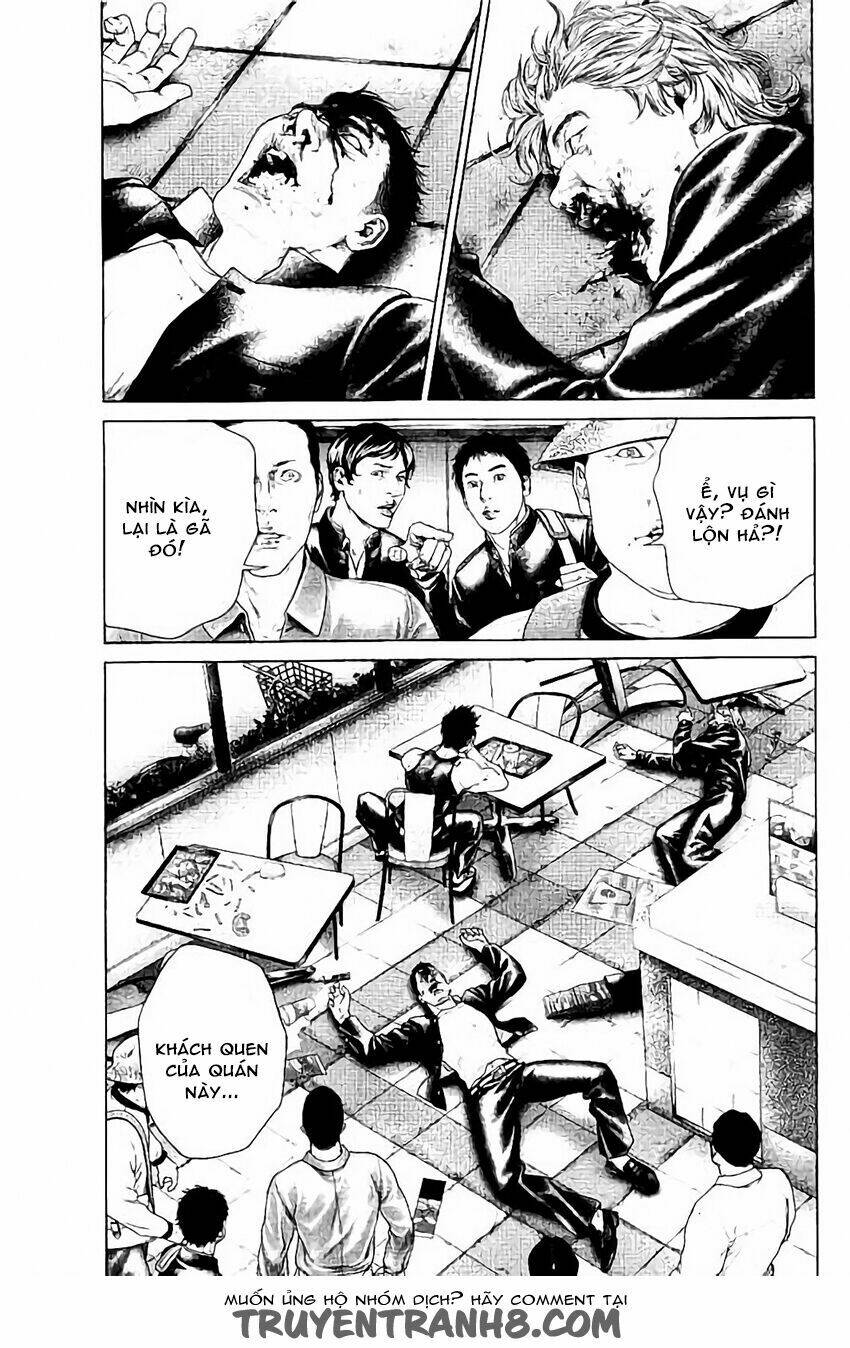 Ể, VỤ GÌ
VẬY? ĐÁNH
LỘN HẢ?!
NHÌN KÌA,
LẠI LÀ GÃ
ĐÓ!
KHÁCH QUEN
CỦA QUÁN
NÀY...
MUỐN ỦNG HỘ NHÓM DỊCH? HÃY COMMENT TẠI
TRUYENTRANH8.COM